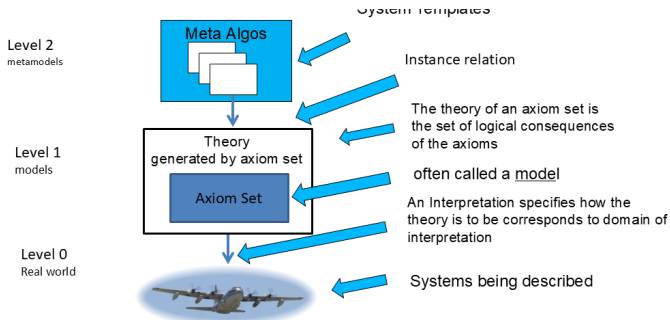 System Templates
Meta Algos
Level 2
metamodels
Instance relation
The theory of an axiom set is
the set of logical consequences
of the axioms
Theory
generated by axiom set
Level 1
models
often called a model
Axiom Set
An Interpretation specifies how the
theory is to be corresponds to domain of
interpretation
Level 0
Real world
Systems being described